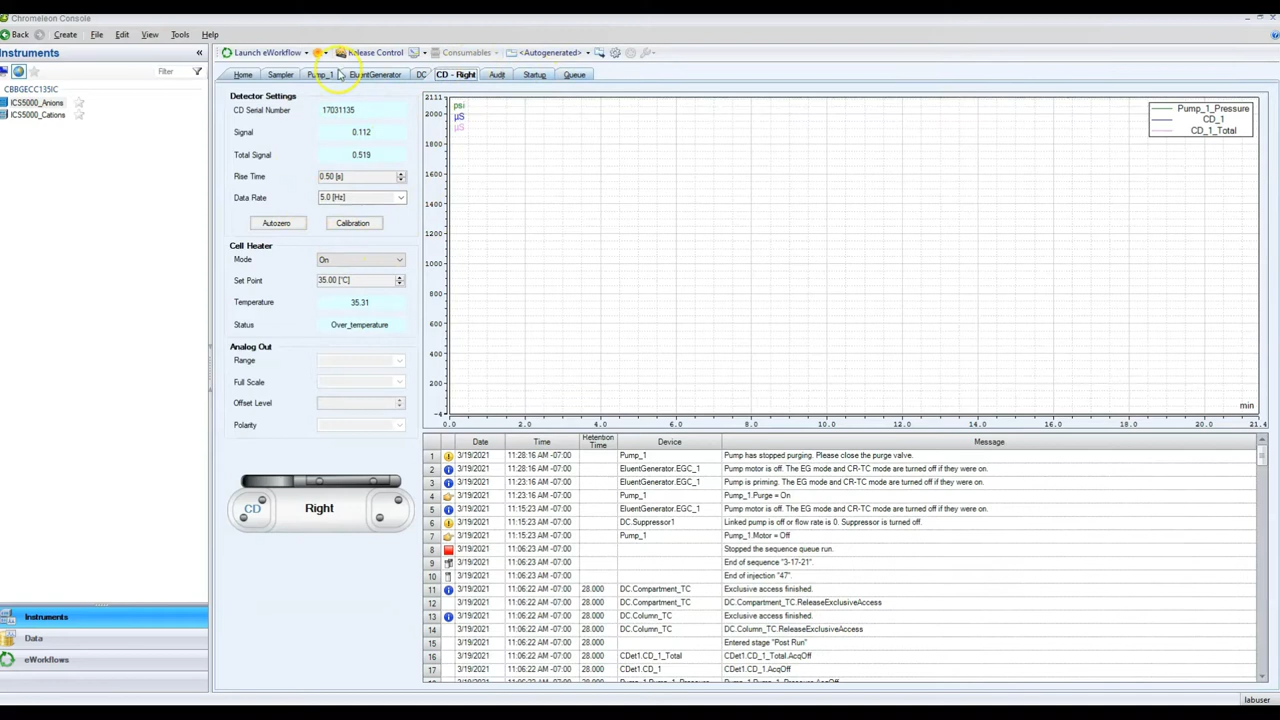 Chromeleon Console
Back Create File Edit View Tools Help
Instruments «
Filter
CBBGECC135IC
ICS5000_Anions
ICS5000_Cations
Instruments
Data
eWorkflows
Launch eWorkflow Release Control Consumables <Autogenerated>
Home Sampler Pump_1 EluentGenerator DC CD - Right Audit Startup Queue
Detector Settings
CD Serial Number 17031135
Signal 0.112
Total Signal 0.519
Rise Time 0.50 [s]
Data Rate 5.0 [Hz]
Autozero Calibration
Cell Heater
Mode On
Set Point 35.00 [°C]
Temperature 35.31
Status Over_temperature
Analog Out
Range
Full Scale
Offset Level
Polarity
CD Right
2111
2000
1800
1600
1400
1200
1000
800
600
400
200
-4
psi
µS
µS
Pump_1_Pressure
CD_1
CD_1_Total
min
0.0 2.0 4.0 6.0 8.0 10.0 12.0 14.0 16.0 18.0 20.0 21.4
Date Time Retention Time Device Message
1 3/19/2021 11:28:16 AM -07:00 Pump_1 Pump has stopped purging. Please close the purge valve.
2 3/19/2021 11:28:16 AM -07:00 EluentGenerator.EGC_1 Pump motor is off. The EG mode and CR-TC mode are turned off if they were on.
3 3/19/2021 11:23:16 AM -07:00 EluentGenerator.EGC_1 Pump is priming. The EG mode and CR-TC mode are turned off if they were on.
4 3/19/2021 11:23:16 AM -07:00 Pump_1 Pump_1.Purge = On
5 3/19/2021 11:15:23 AM -07:00 EluentGenerator.EGC_1 Pump motor is off. The EG mode and CR-TC mode are turned off if they were on.
6 3/19/2021 11:15:23 AM -07:00 DC.Suppressor1 Linked pump is off or flow rate is 0. Suppressor is turned off.
7 3/19/2021 11:15:23 AM -07:00 Pump_1 Pump_1.Motor = Off
8 3/19/2021 11:06:23 AM -07:00 Stopped the sequence queue run.
9 3/19/2021 11:06:23 AM -07:00 End of sequence "3-17-21".
10 3/19/2021 11:06:23 AM -07:00 End of injection "47".
11 3/19/2021 11:06:22 AM -07:00 28.000 DC.Compartment_TC Exclusive access finished.
12 3/19/2021 11:06:22 AM -07:00 28.000 DC.Compartment_TC DC.Compartment_TC.ReleaseExclusiveAccess
13 3/19/2021 11:06:22 AM -07:00 28.000 DC.Column_TC Exclusive access finished.
14 3/19/2021 11:06:22 AM -07:00 28.000 DC.Column_TC DC.Column_TC.ReleaseExclusiveAccess
15 3/19/2021 11:06:22 AM -07:00 28.000 Entered stage "Post Run"
16 3/19/2021 11:06:22 AM -07:00 28.000 CDet1.CD_1_Total CDet1.CD_1_Total.AcqOff
17 3/19/2021 11:06:22 AM -07:00 28.000 CDet1.CD_1 CDet1.CD_1.AcqOff
labuser